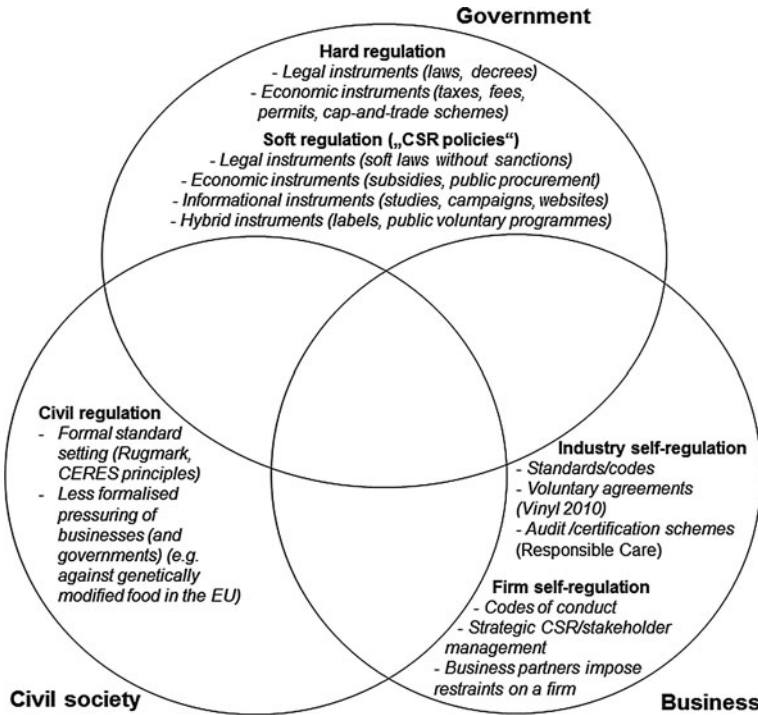 Government
Hard regulation
- Legal instruments (laws, decrees)
- Economic instruments (taxes, fees,
permits, cap-and-trade schemes)
Soft regulation („CSR policies“)
- Legal instruments (soft laws without sanctions)
- Economic instruments (subsidies, public procurement)
- Informational instruments (studies, campaigns, websites)
- Hybrid instruments (labels, public voluntary programmes)
Civil regulation
- Formal standard
setting (Rugmark,
CERES principles)
- Less formalised
pressuring of
businesses (and
governments) (e.g.
against genetically
modified food in the EU)
Industry self-regulation
- Standards/codes
- Voluntary agreements
(Vinyl 2010)
- Audit/certification schemes
(Responsible Care)
Firm self-regulation
- Codes of conduct
- Strategic CSR/stakeholder
management
- Business partners impose
restraints on a firm
Civil society
Business